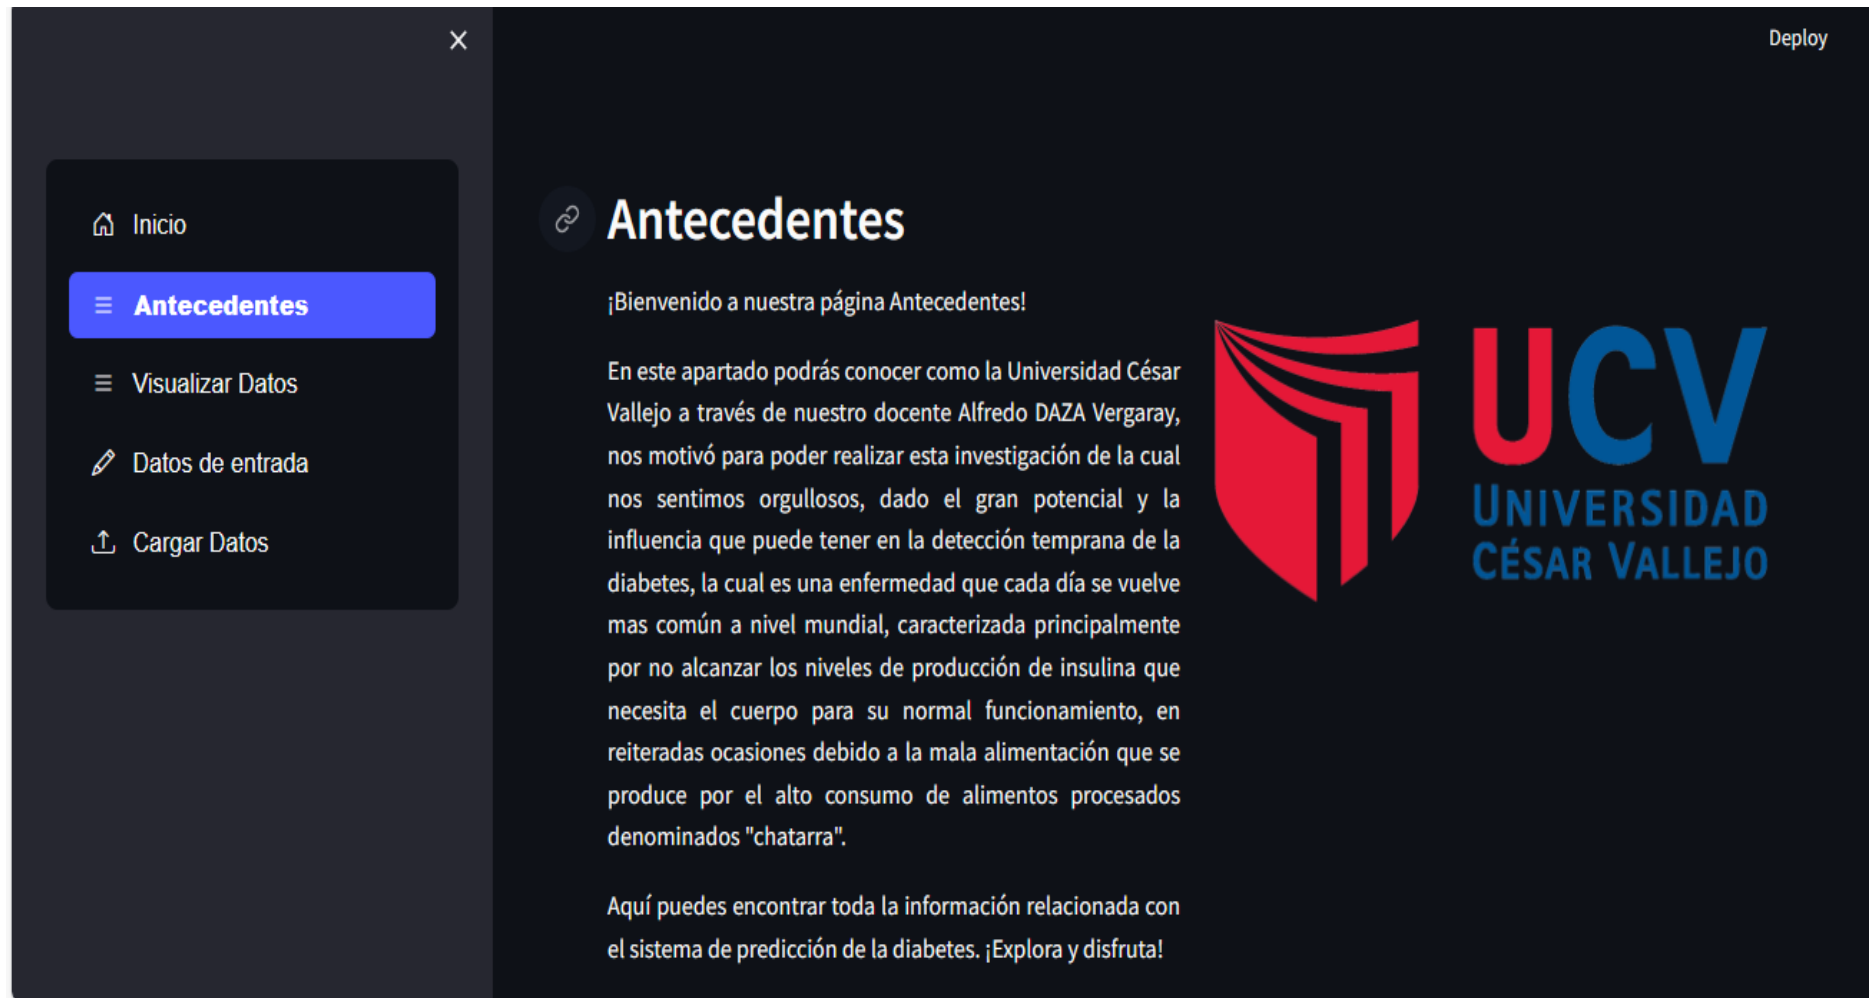 Deploy
Inicio
Antecedentes
Visualizar Datos
Datos de entrada
Cargar Datos
Antecedentes
¡Bienvenido a nuestra página Antecedentes!
En este apartado podrás conocer como la Universidad César
Vallejo a través de nuestro docente Alfredo DAZA Vergaray,
nos motivó para poder realizar esta investigación de la cual
nos sentimos orgullosos, dado el gran potencial y la
influencia que puede tener en la detección temprana de la
diabetes, la cual es una enfermedad que cada día se vuelve
mas común a nivel mundial, caracterizada principalmente
por no alcanzar los niveles de producción de insulina que
necesita el cuerpo para su normal funcionamiento, en
reiteradas ocasiones debido a la mala alimentación que se
produce por el alto consumo de alimentos procesados
denominados "chatarra".
Aquí puedes encontrar toda la información relacionada con
el sistema de predicción de la diabetes. ¡Explora y disfruta!
UCV
UNIVERSIDAD
CÉSAR VALLEJO